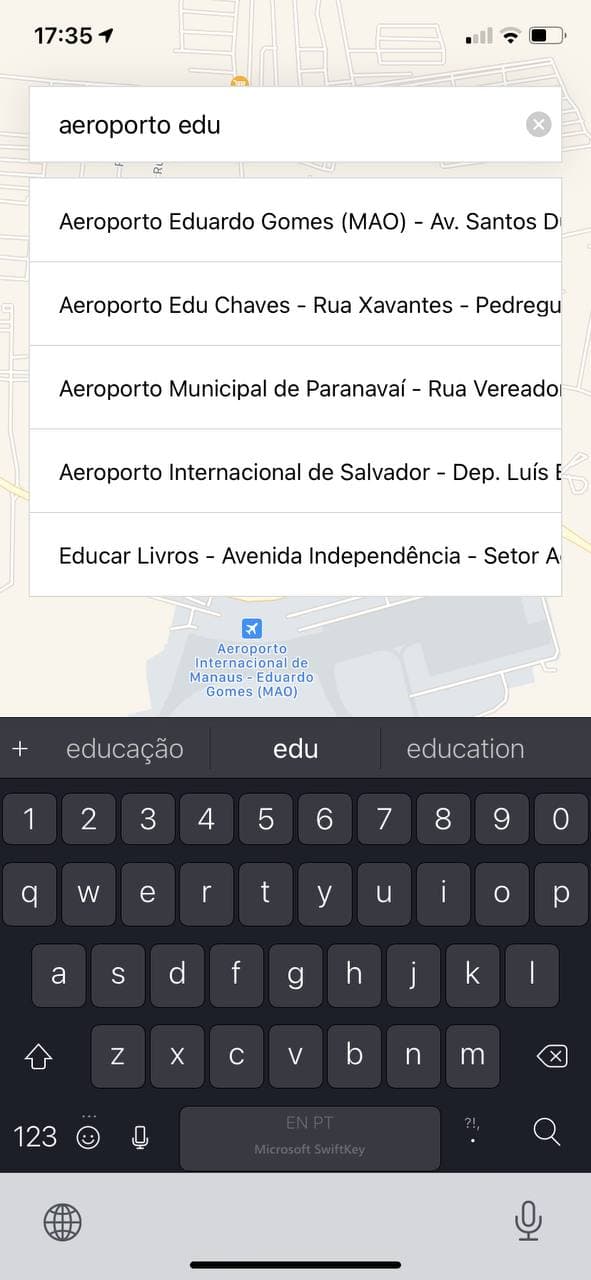 17:35
aeroporto edu
Aeroporto Eduardo Gomes (MAO) - Av. Santos D
Aeroporto Edu Chaves - Rua Xavantes - Pedregu
Aeroporto Municipal de Paranavaí - Rua Vereado
Aeroporto Internacional de Salvador - Dep. Luís
Educar Livros - Avenida Independência - Setor A
Aeroporto
Internacional de
Manaus - Eduardo
Gomes (MAO)
+ educação edu education
1 2 3 4 5 6 7 8 9 0
q w e r t y u i o p
a s d f g h j k l
z x c v b n m
123 EN PT ?!,
.
Microsoft SwiftKey